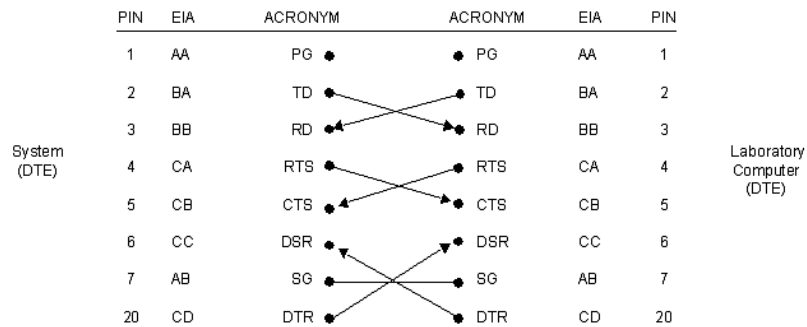 PIN EIA ACRONYM ACRONYM EIA PIN
1 AA PG PG AA 1
2 BA TD TD BA 2
3 BB RD RD BB 3
System (DTE)
4 CA RTS RTS CA 4
Laboratory Computer (DTE)
5 CB CTS CTS CB 5
6 CC DSR DSR CC 6
7 AB SG SG AB 7
20 CD DTR DTR CD 20